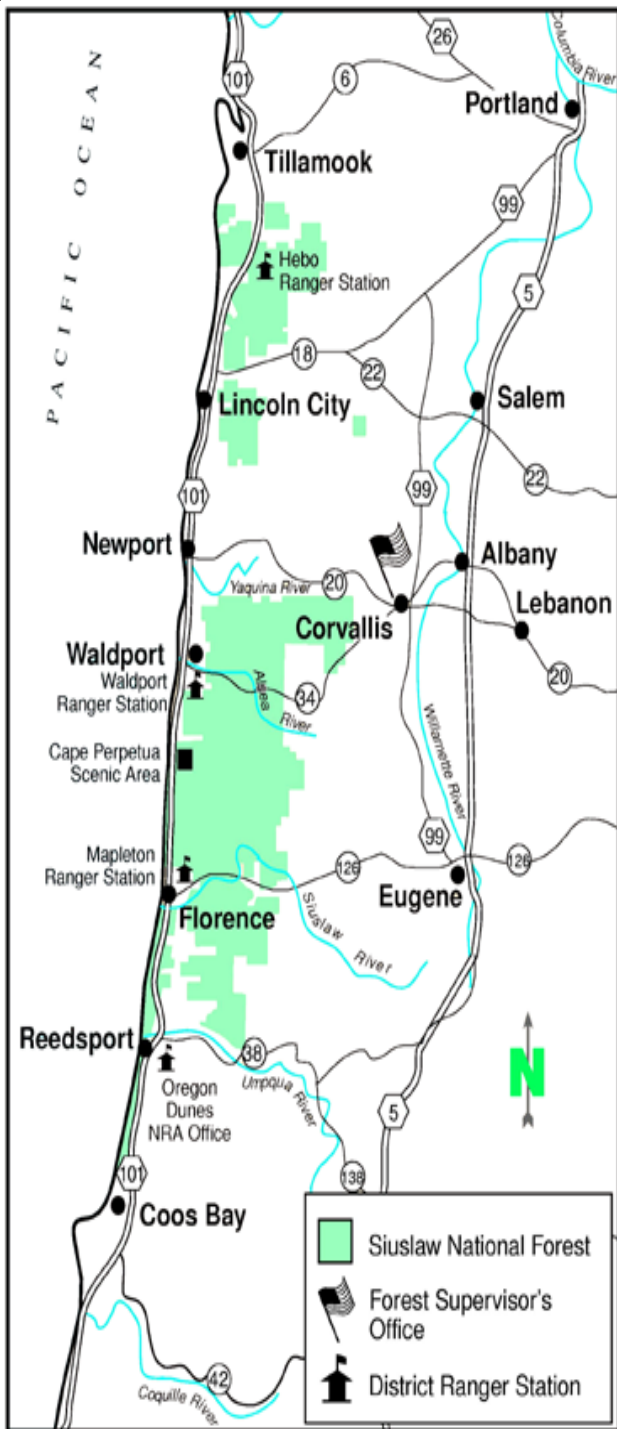 26
Columbia River
101
6
Portland
PACIFIC OCEAN
Tillamook
99
Hebo
Ranger Station
5
18
22
Lincoln City
Salem
22
101
99
Newport
Albany
Yaquina River
20
Lebanon
Corvallis
Waldport
Waldport
Ranger Station
Alsea
River
34
20
Willamette River
Cape Perpetua
Scenic Area
99
Mapleton
Ranger Station
126
126
Eugene
Florence
Siuslaw
River
Reedsport
38
Umpqua River
N
Oregon
Dunes
NRA Office
5
101
138
Coos Bay
42
Coquille River
Siuslaw National Forest
Forest Supervisor's
Office
District Ranger Station